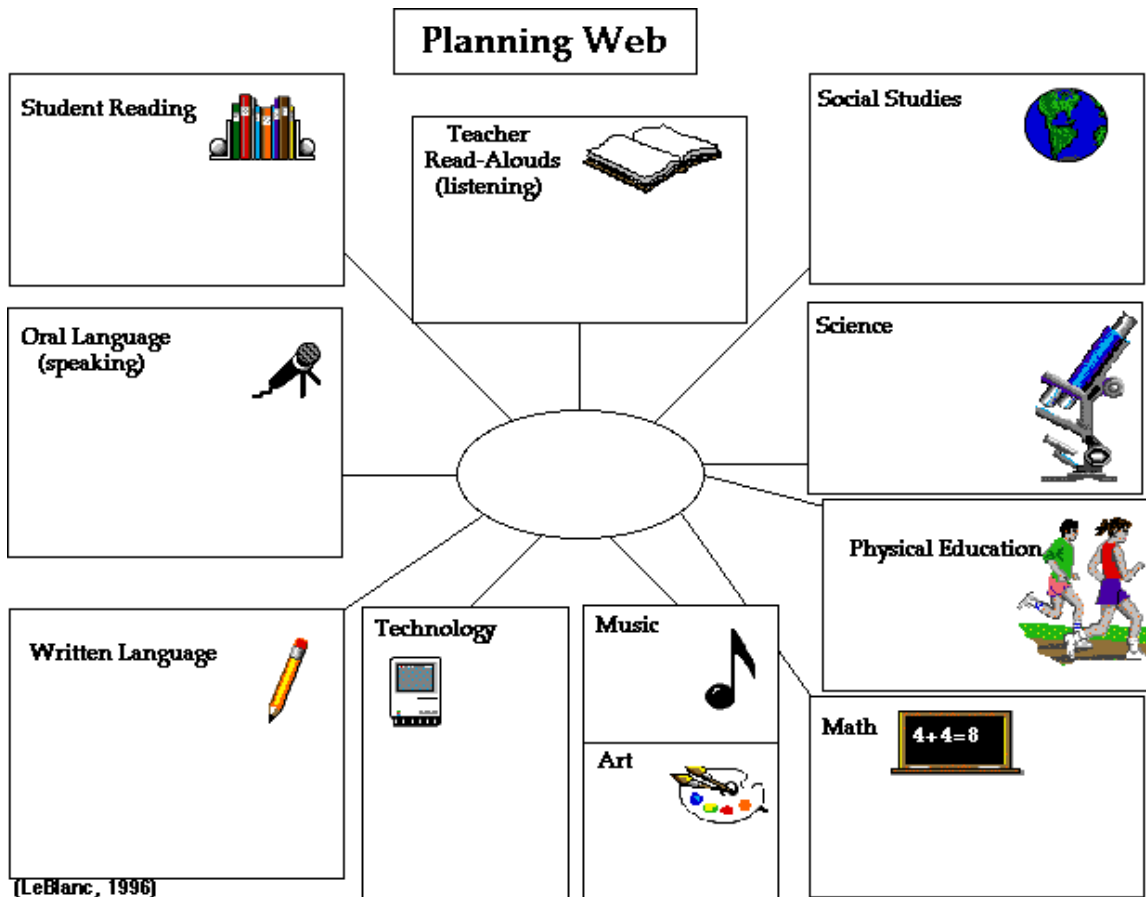 Planning Web
Student Reading
Teacher
Read-Alouds
(listening)
Social Studies
Oral Language
(speaking)
Science
Physical Education
Written Language
Technology
Music
Art
Math
4+4=8
(LeBlanc, 1996)